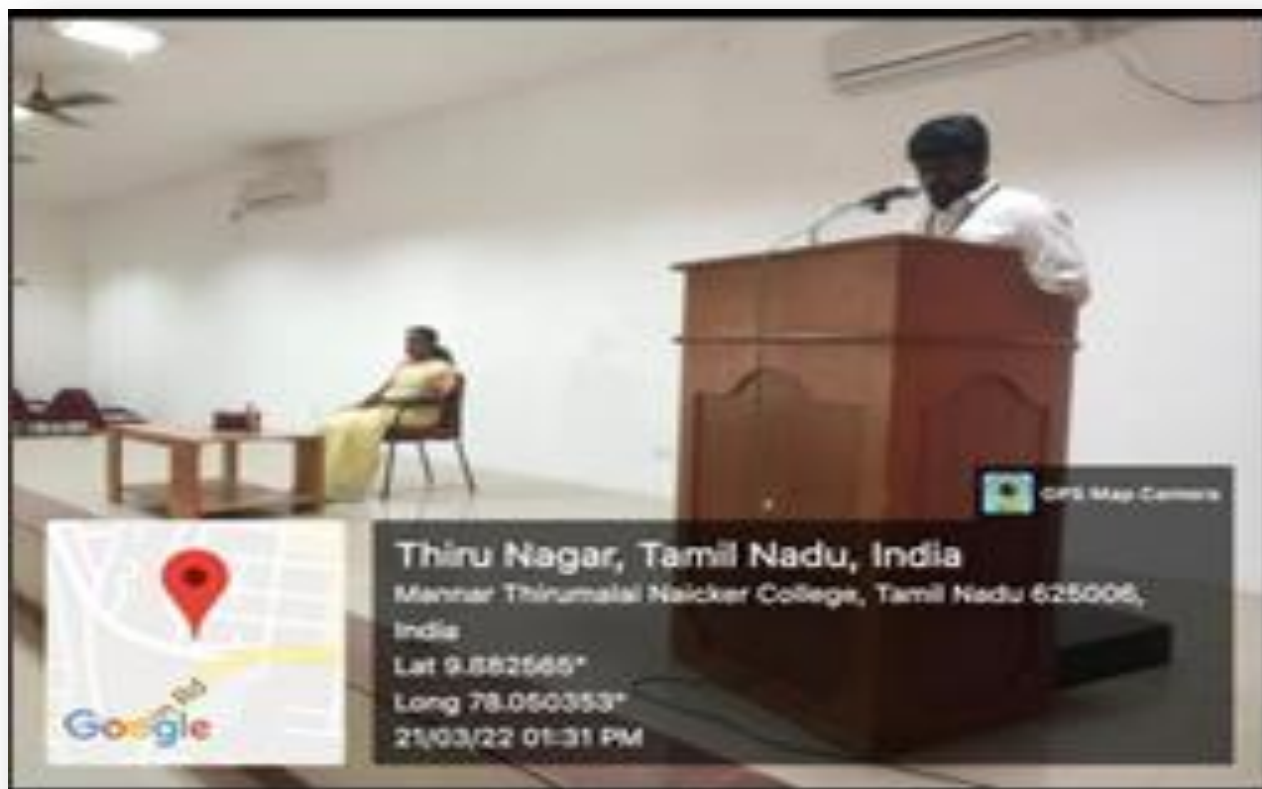 GPS Map Camera
Thiru Nagar, Tamil Nadu, India
Mannar Thirumalai Naicker College, Tamil Nadu 625006,
India
Lat 9.882565°
Long 78.050353°
21/03/22 01:31 PM
Rd
Google